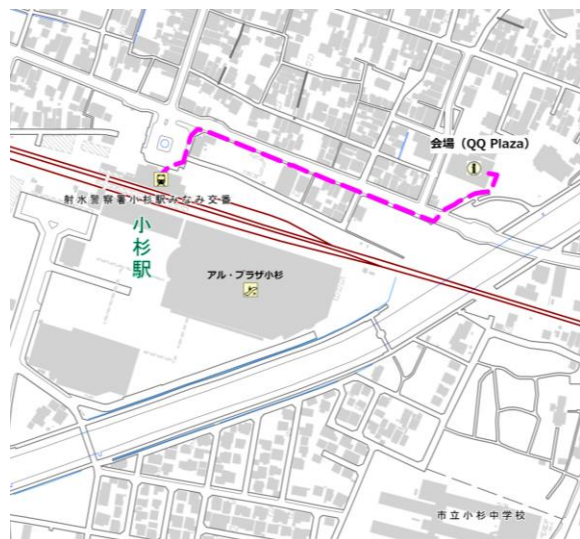 会場（QQ Plaza）
射水警察署小杉駅みなみ交番
小杉駅
アル・プラザ小杉
市立小杉中学校